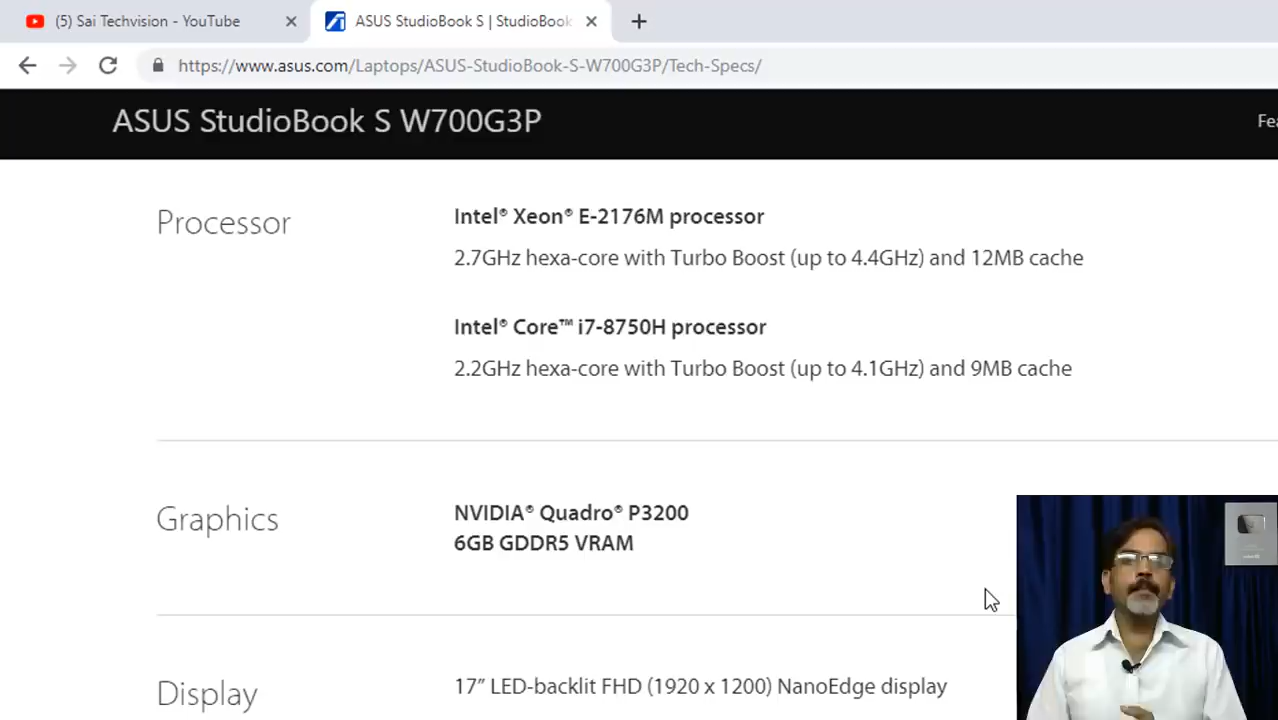 (5) Sai Techvision - YouTube
ASUS StudioBook S | StudioBook
https://www.asus.com/Laptops/ASUS-StudioBook-S-W700G3P/Tech-Specs/
ASUS StudioBook S W700G3P
Fea
Processor
Intel® Xeon® E-2176M processor
2.7GHz hexa-core with Turbo Boost (up to 4.4GHz) and 12MB cache
Intel® Core™ i7-8750H processor
2.2GHz hexa-core with Turbo Boost (up to 4.1GHz) and 9MB cache
Graphics
NVIDIA® Quadro® P3200
6GB GDDR5 VRAM
Display
17” LED-backlit FHD (1920 x 1200) NanoEdge display